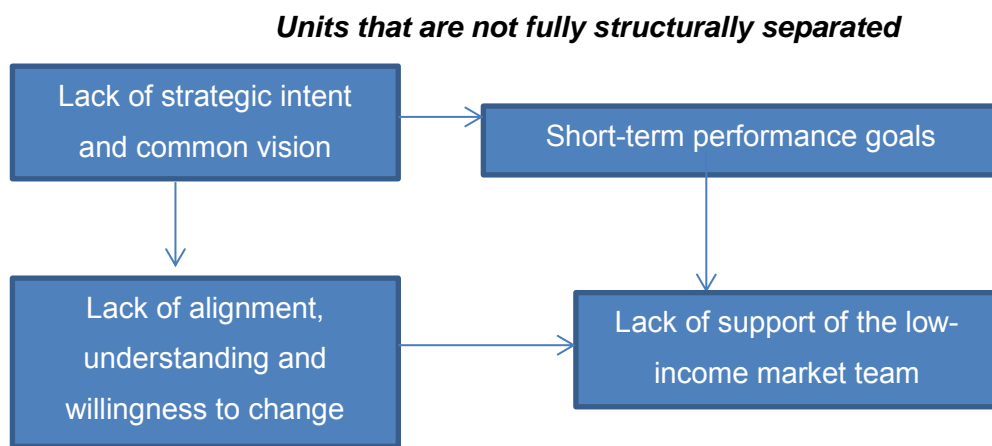 Units that are not fully structurally separated
Lack of strategic intent
and common vision
Short-term performance goals
Lack of alignment,
understanding and
willingness to change
Lack of support of the low-
income market team